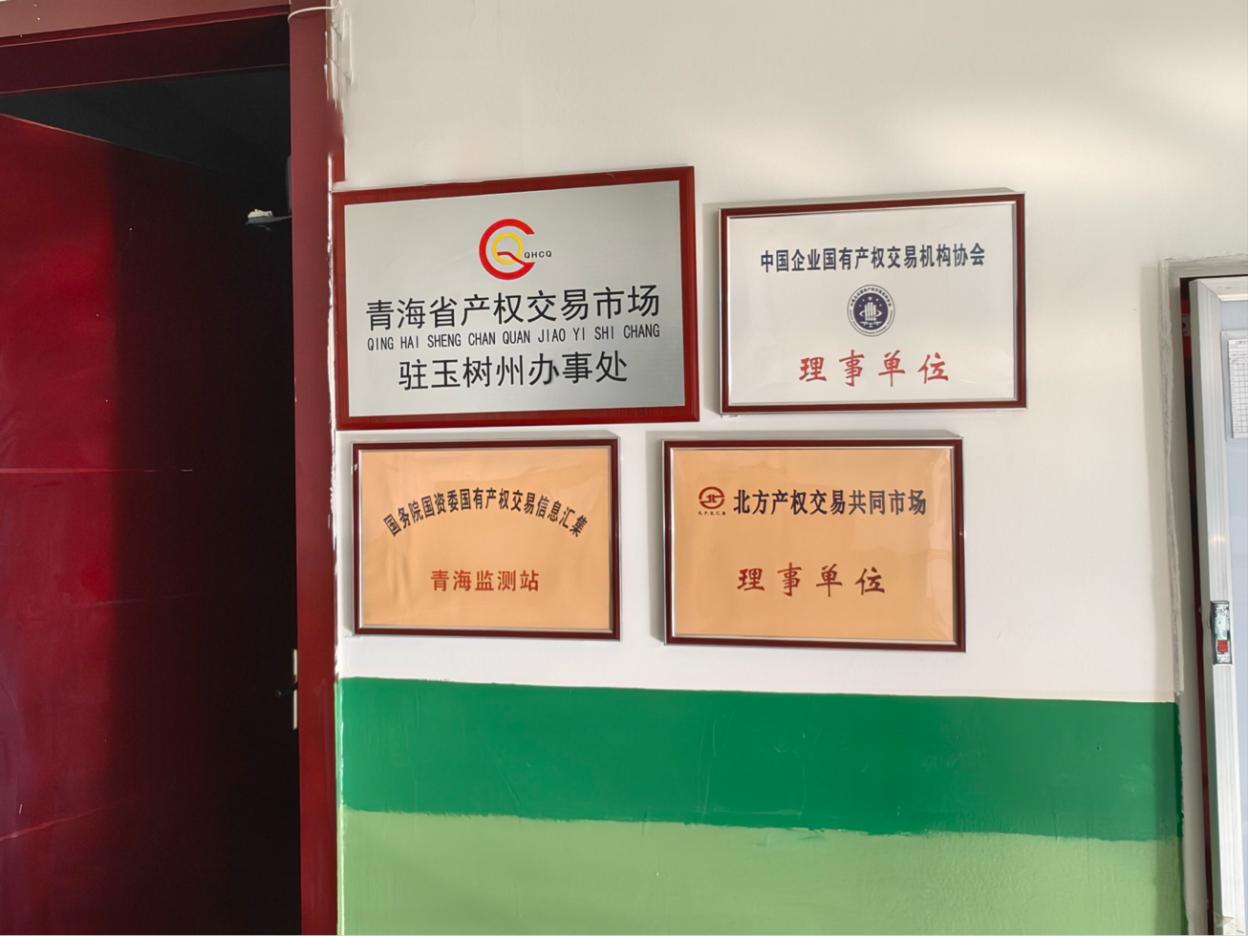 QHCQ
青海省产权交易市场
QING HAI SHENG CHAN QUAN JIAO YI SHI CHANG
驻玉树州办事处
中国企业国有产权交易机构协会
理事单位
国务院国资委国有产权交易信息汇集
青海监测站
北方产权交易共同市场
理事单位